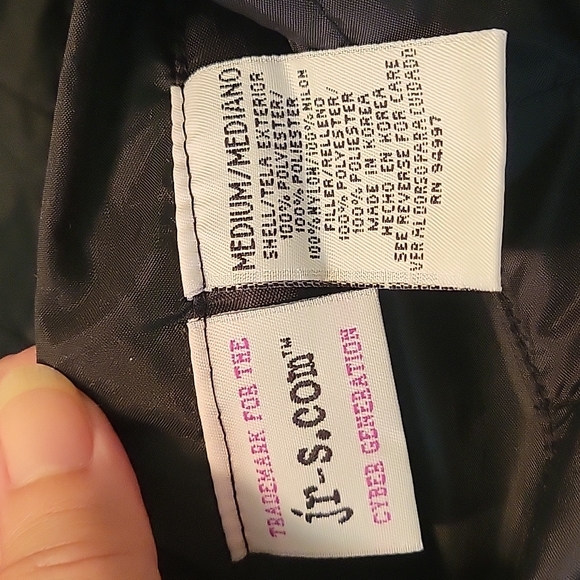 MEDIUM/MEDIANO
SHELL/TELA EXTERIOR
100% POLYESTER/
100% POLIESTER
100% NYLON/100% NILON
FILLER/RELLENO
100% POLYESTER/
100% POLIESTER
MADE IN KOREA
HECHO EN KOREA
SEE REVERSE FOR CARE
VER AL DORSO PARA CUIDADO
RN 94997
TRADEMARK FOR THE
jr-s.com™
CYBER GENERATION